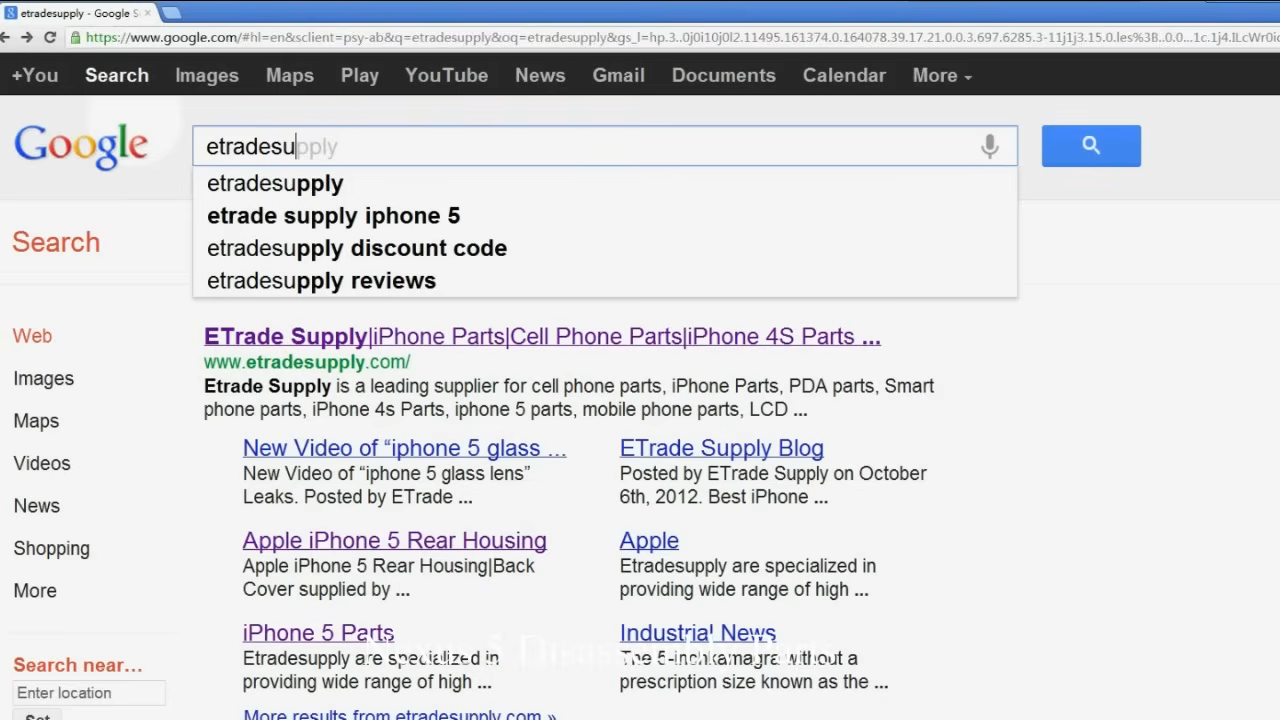 etradesupply - Google S
https://www.google.com/#hl=en&sclient=psy-ab&q=etradesupply&oq=etradesupply&gs_l=hp.3..0j0i10j0l2.11495.161374.0.164078.39.17.21.0.0.3.697.6285.3-11j1j3.15.0.les%3B..0.0...1c.1j4.
+You Search Images Maps Play YouTube News Gmail Documents Calendar More
Google
etradesupply
etradesupply
etrade supply iphone 5
etradesupply discount code
etradesupply reviews
Search
Web
Images
Maps
Videos
News
Shopping
More
Search near...
Enter location
Set
ETrade Supply|iPhone Parts|Cell Phone Parts|iPhone 4S Parts ...
www.etradesupply.com/
Etrade Supply is a leading supplier for cell phone parts, iPhone Parts, PDA parts, Smart
phone parts, iPhone 4s Parts, iphone 5 parts, mobile phone parts, LCD ...
New Video of “iphone 5 glass ...
New Video of “iphone 5 glass lens”
Leaks. Posted by ETrade ...
ETrade Supply Blog
Posted by ETrade Supply on October
6th, 2012. Best iPhone ...
Apple iPhone 5 Rear Housing
Apple iPhone 5 Rear Housing|Back
Cover supplied by ...
Apple
Etradesupply are specialized in
providing wide range of high ...
iPhone 5 Parts
Etradesupply are specialized in
providing wide range of high ...
Industrial News
The 5-inch kamagra without a
prescription size known as the ...
More results from etradesupply.com »